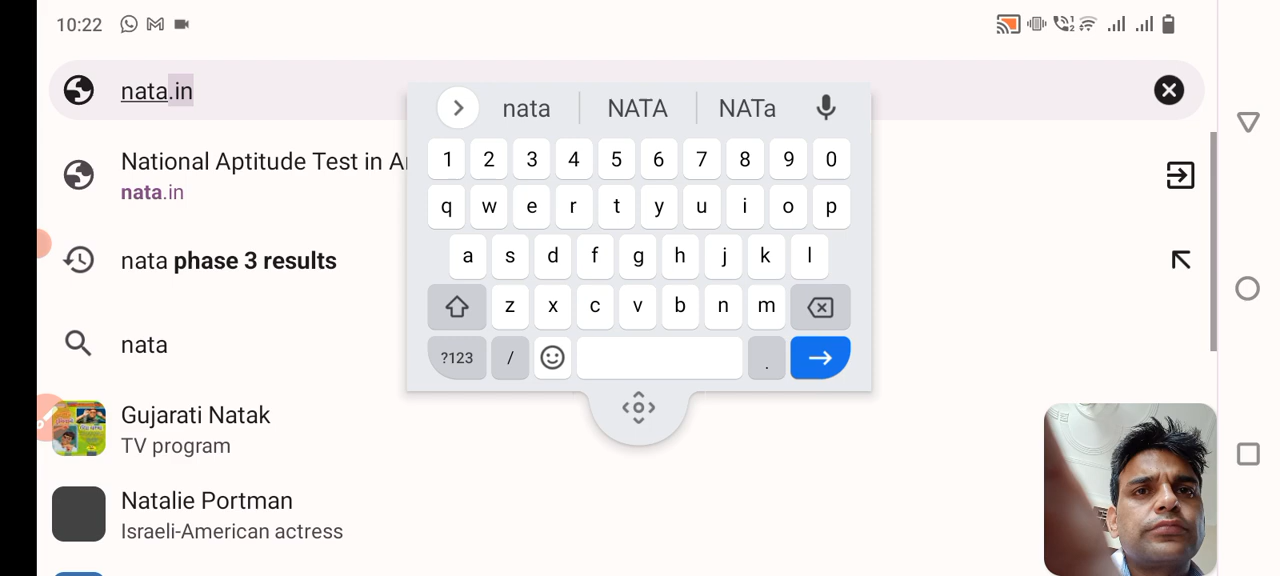 10:22
nata.in
nata NATA NATa
National Aptitude Test in A
nata.in
1 2 3 4 5 6 7 8 9 0
q w e r t y u i o p
nata phase 3 results
a s d f g h j k l
z x c v b n m
nata
?123 / .
Gujarati Natak
TV program
Natalie Portman
Israeli-American actress